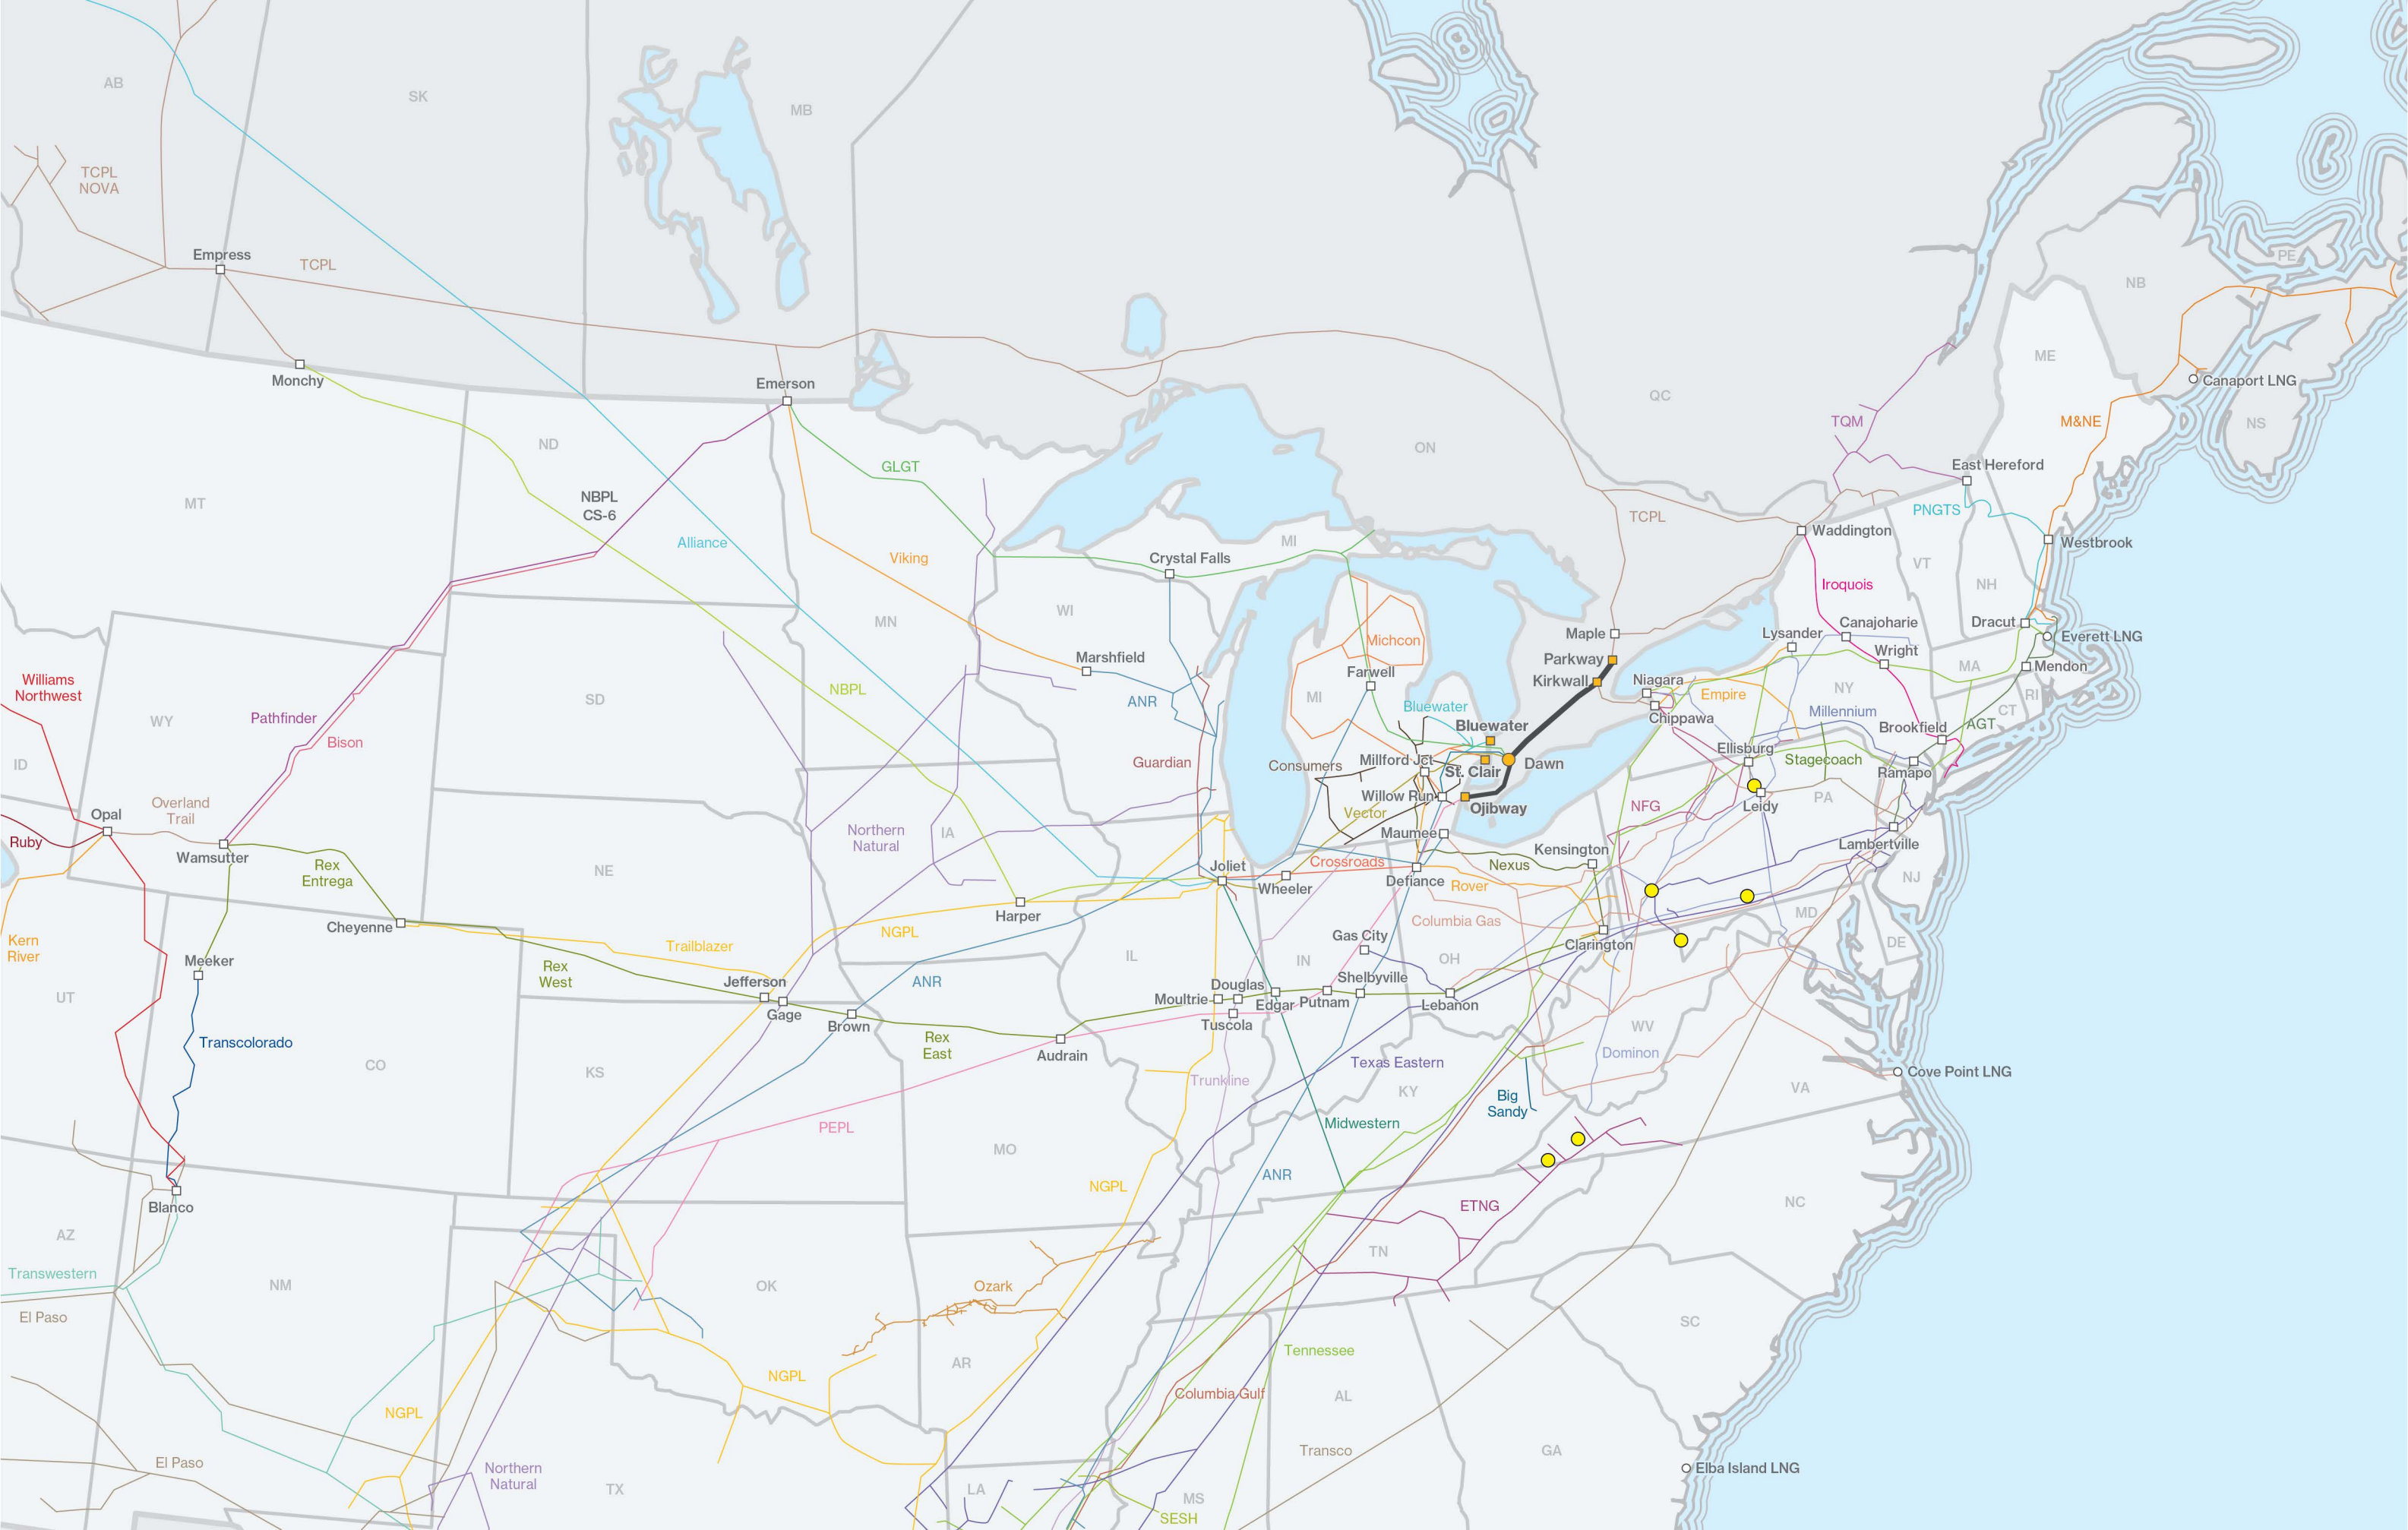 AB
SK
MB
TCPL
NOVA
PE
NB
Empress
TCPL
ME
Monchy
Emerson
Canaport LNG
QC
TQM
M&NE
NS
ND
ON
GLGT
East Hereford
MT
NBPL
CS-6
PNGTS
TCPL
Waddington
Westbrook
Alliance
MI
Viking
Crystal Falls
VT
NH
Iroquois
WI
MN
Maple
Lysander
Canajoharie
Dracut
Everett LNG
Michcon
Parkway
Wright
Marshfield
Farwell
Kirkwall
Niagara
MA
Mendon
Williams
Northwest
NBPL
SD
MI
ANR
Empire
NY
RI
WY
Pathfinder
Bluewater
Chippawa
Millennium
CT
Bluewater
Brookfield
AGT
Bison
Ellisburg
Guardian
Consumers
Millford Jct
St. Clair
Dawn
Stagecoach
Ramapo
ID
Willow Run
Ojibway
NFG
Leidy
PA
Overland
Trail
Opal
Vector
Northern
Natural
IA
Maumee
Ruby
Wamsutter
Kensington
Lambertville
Rex
Entrega
NE
Joliet
Crossroads
Nexus
Wheeler
Defiance
Rover
NJ
Harper
Cheyenne
Columbia Gas
MD
NGPL
Kern
River
Trailblazer
Gas City
Clarington
DE
IL
IN
OH
Meeker
Rex
West
Jefferson
ANR
Douglas
Shelbyville
UT
Moultrie
Edgar
Putnam
Lebanon
Gage
Brown
Tuscola
WV
Transcolorado
Rex
East
Audrain
Texas Eastern
Dominon
CO
KS
Trunkline
KY
Big
Sandy
Cove Point LNG
VA
PEPL
Midwestern
MO
ANR
NGPL
Blanco
ETNG
NC
AZ
TN
Transwestern
NM
OK
Ozark
El Paso
SC
Tennessee
AR
NGPL
Columbia Gulf
AL
NGPL
Transco
GA
El Paso
Northern
Natural
Elba Island LNG
TX
LA
MS
SESH